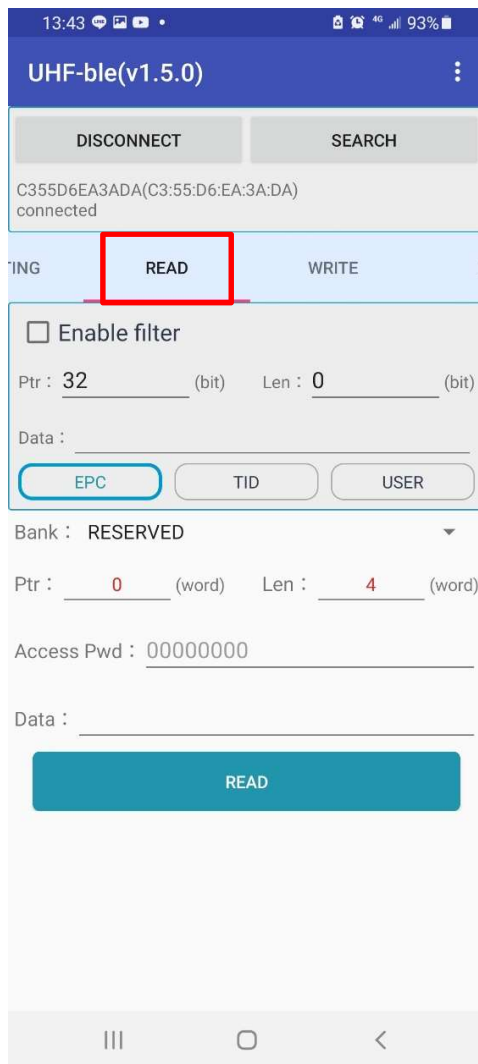 13:43 4G 93%
UHF-ble(v1.5.0)
DISCONNECT SEARCH
C355D6EA3ADA(C3:55:D6:EA:3A:DA)
connected
TING READ WRITE
Enable filter
Ptr： 32 (bit) Len： 0 (bit)
Data：
EPC TID USER
Bank： RESERVED
Ptr： 0 (word) Len： 4 (word)
Access Pwd： 00000000
Data：
READ